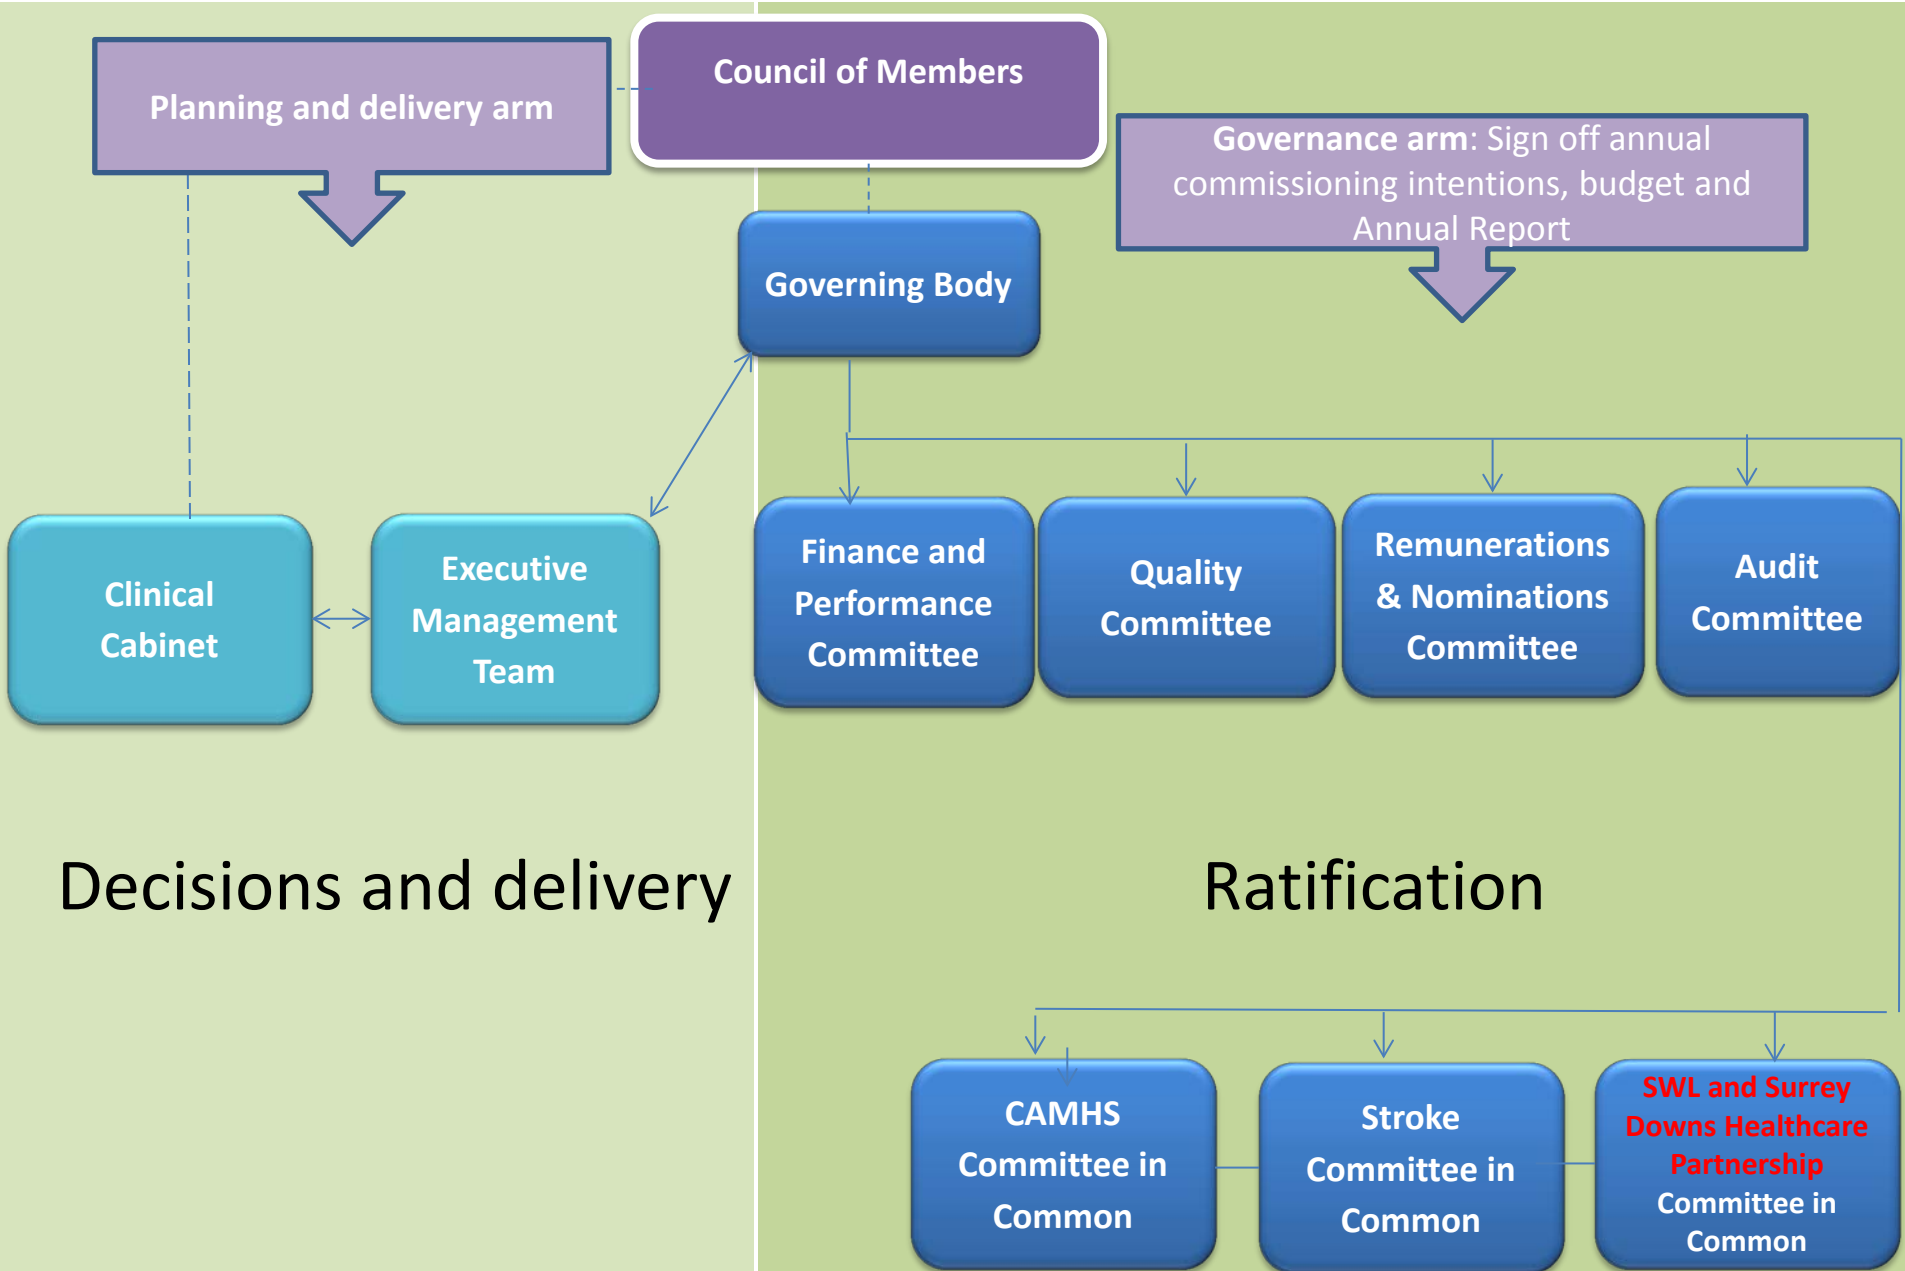 Council of Members
Planning and delivery arm
Governance arm: Sign off annual
commissioning intentions, budget and
Annual Report
Governing Body
Clinical
Cabinet
Executive
Management
Team
Finance and
Performance
Committee
Quality
Committee
Remunerations
& Nominations
Committee
Audit
Committee
Decisions and delivery
Ratification
CAMHS
Committee in
Common
Stroke
Committee in
Common
SWL and Surrey
Downs Healthcare
Partnership
Committee in
Common